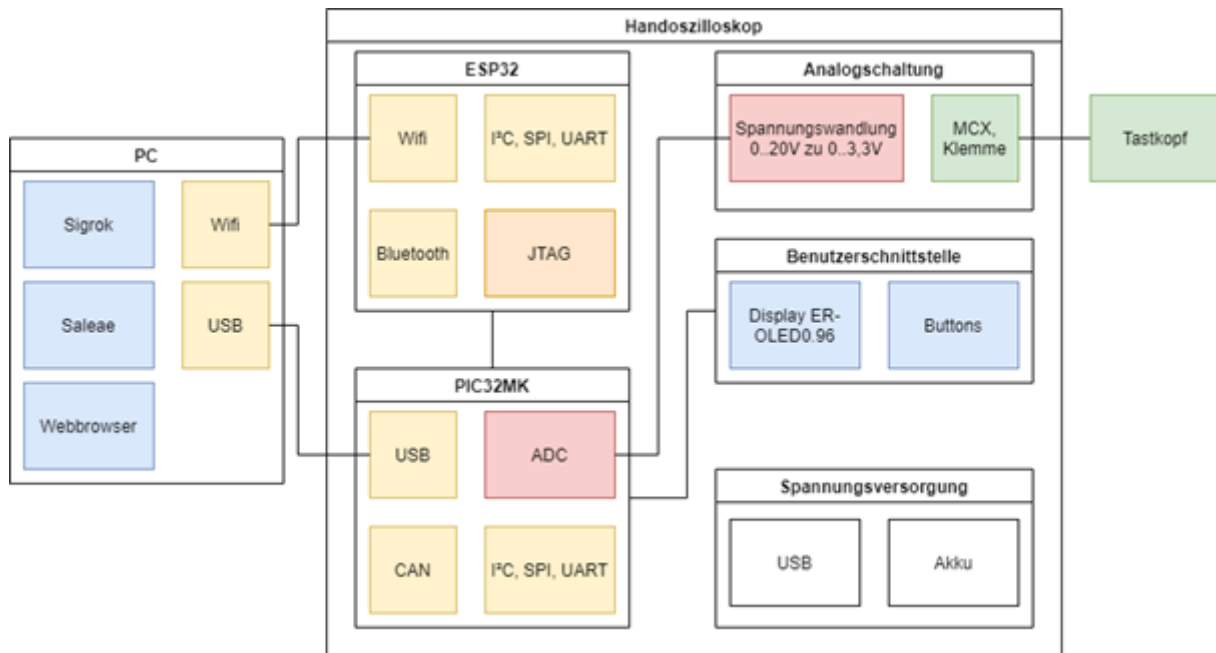 Handoszilloskop
PC
Sigrok
Wifi
Saleae
USB
Webbrowser
ESP32
Wifi
I²C, SPI, UART
Bluetooth
JTAG
PIC32MK
USB
ADC
CAN
I²C, SPI, UART
Analogschaltung
Spannungswandlung
0..20V zu 0..3,3V
MCX,
Klemme
Tastkopf
Benutzerschnittstelle
Display ER-
OLED0.96
Buttons
Spannungsversorgung
USB
Akku